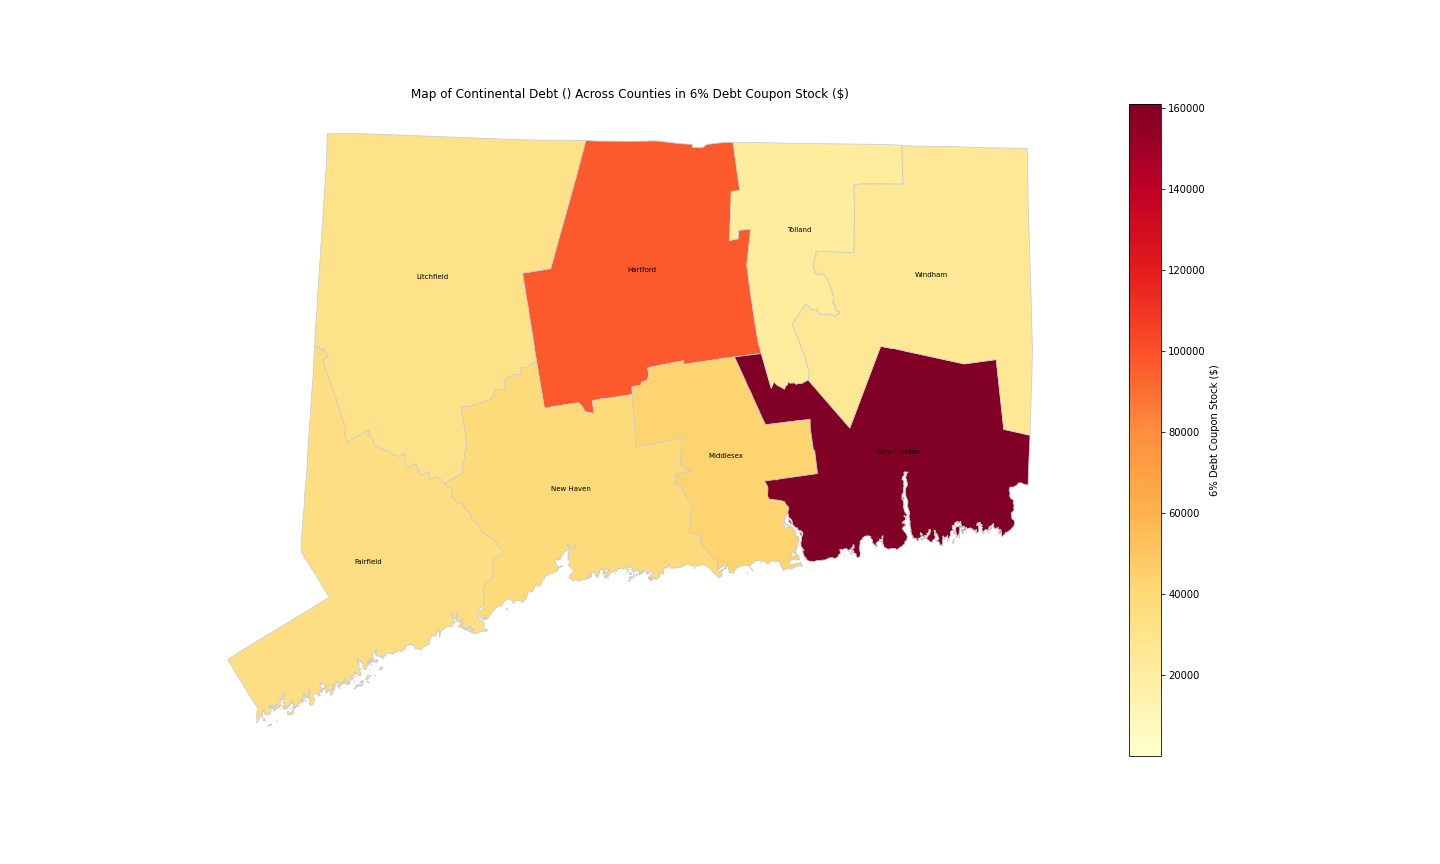 Map of Continental Debt () Across Counties in 6% Debt Coupon Stock ($)
Litchfield
Hartford
Tolland
Windham
New London
Middlesex
New Haven
Fairfield
160000
140000
120000
100000
80000
60000
40000
20000
6% Debt Coupon Stock ($)